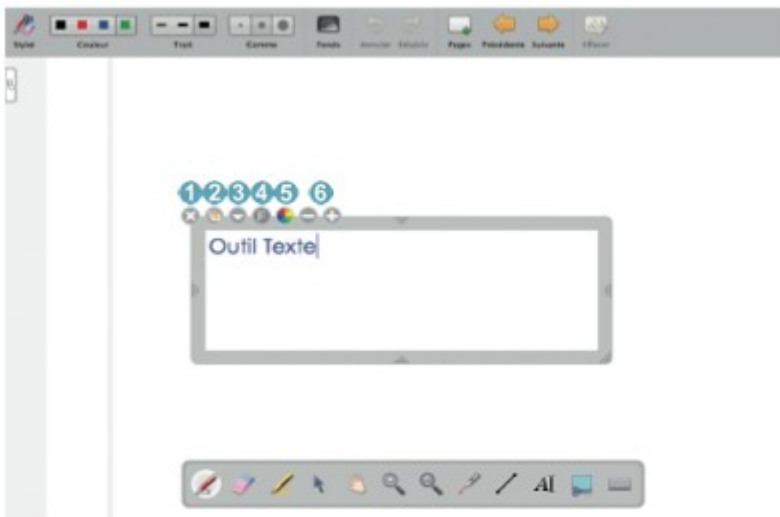 Stylet Couleur Trait Gomme Fonds Annuler Rétablir Pages Précédente Suivante Effacer
1 2 3 4 5 6
F
Outil Texte
AI